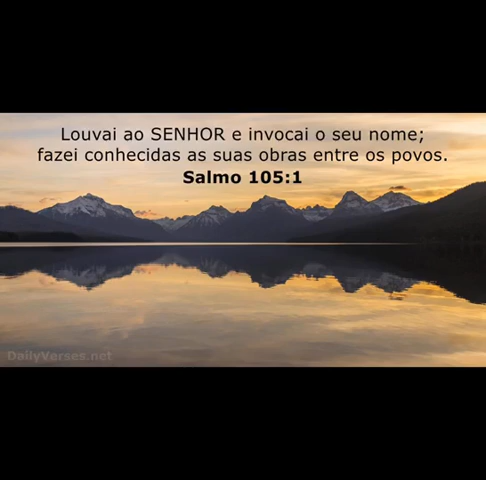 Louvai ao SENHOR e invocai o seu nome;
fazei conhecidas as suas obras entre os povos.
Salmo 105:1
DailyVerses.net